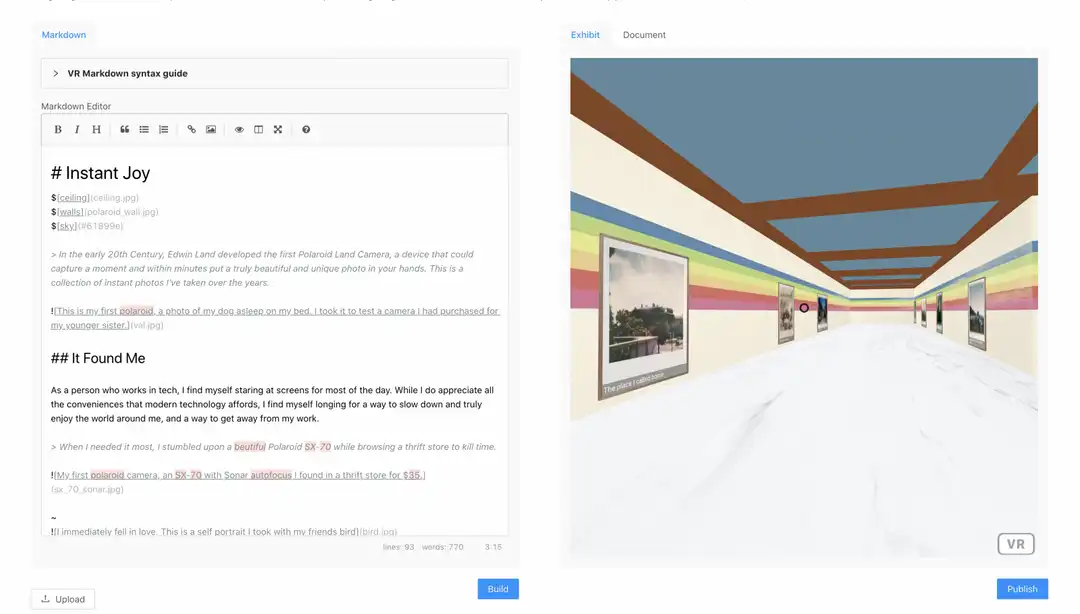 Markdown
Exhibit Document
VR Markdown syntax guide
Markdown Editor
B I H
# Instant Joy
$[ceiling](ceiling.jpg)
$[walls](polaroid_wall.jpg)
$[sky](#61899e)
> In the early 20th Century, Edwin Land developed the first Polaroid Land Camera, a device that could
capture a moment and within minutes put a truly beautiful and unique photo in your hands. This is a
collection of instant photos I've taken over the years.
![This is my first polaroid, a photo of my dog asleep on my bed. I took it to test a camera I had purchased for
my younger sister.](vol.jpg)
## It Found Me
As a person who works in tech, I find myself staring at screens for most of the day. While I do appreciate all
the conveniences that modern technology affords, I find myself longing for a way to slow down and truly
enjoy the world around me, and a way to get away from my work.
> When I needed it most, I stumbled upon a beutiful Polaroid SX-70 while browsing a thrift store to kill time.
![My first polaroid camera, an SX-70 with Sonar autofocus I found in a thrift store for $35.]
(sx_70_sonar.jpg)
~
![I immediately fell in love. This is a self portrait I took with my friends bird](bird.jpg)
lines: 93 words: 770 3:15
The place I called home
VR
Build
Publish
Upload